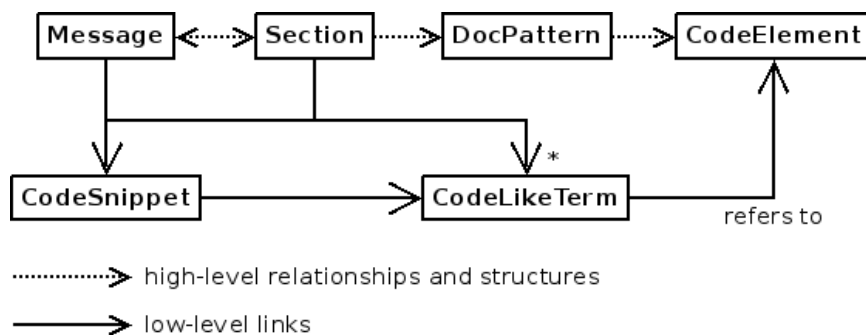 Message Section DocPattern CodeElement
*
CodeSnippet CodeLikeTerm
refers to
high-level relationships and structures
low-level links